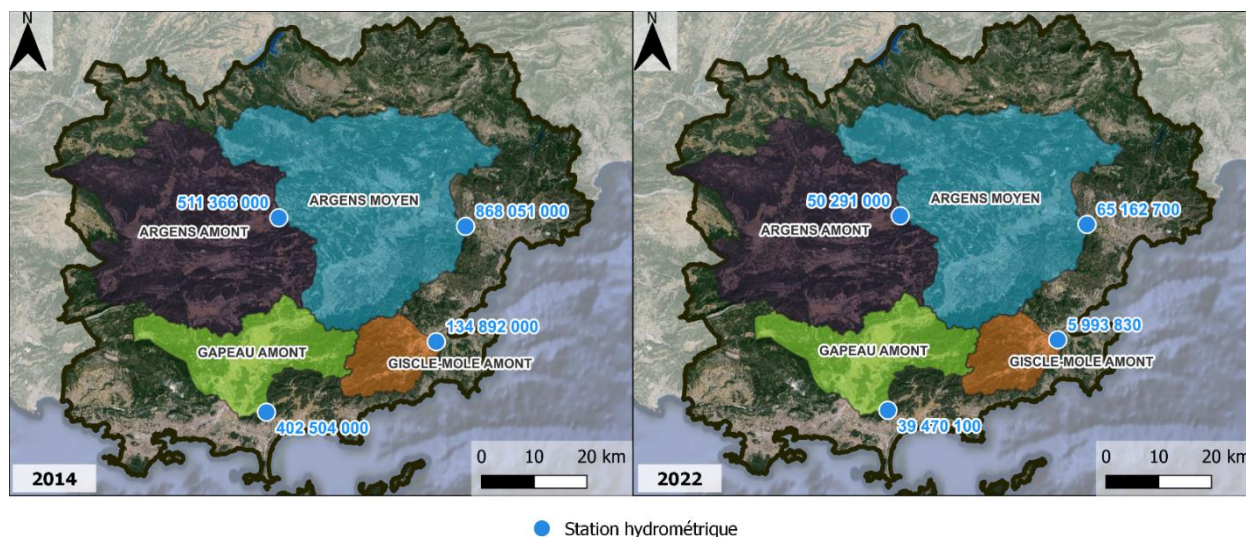 N
511 366 000
ARGENS AMONT
ARGENS MOYEN
868 051 000
134 892 000
GAPEAU AMONT
GISCLE-MOLE AMONT
402 504 000
2014
0 10 20 km
N
50 291 000
ARGENS AMONT
ARGENS MOYEN
65 162 700
5 993 830
GAPEAU AMONT
GISCLE-MOLE AMONT
39 470 100
2022
0 10 20 km
Station hydrométrique